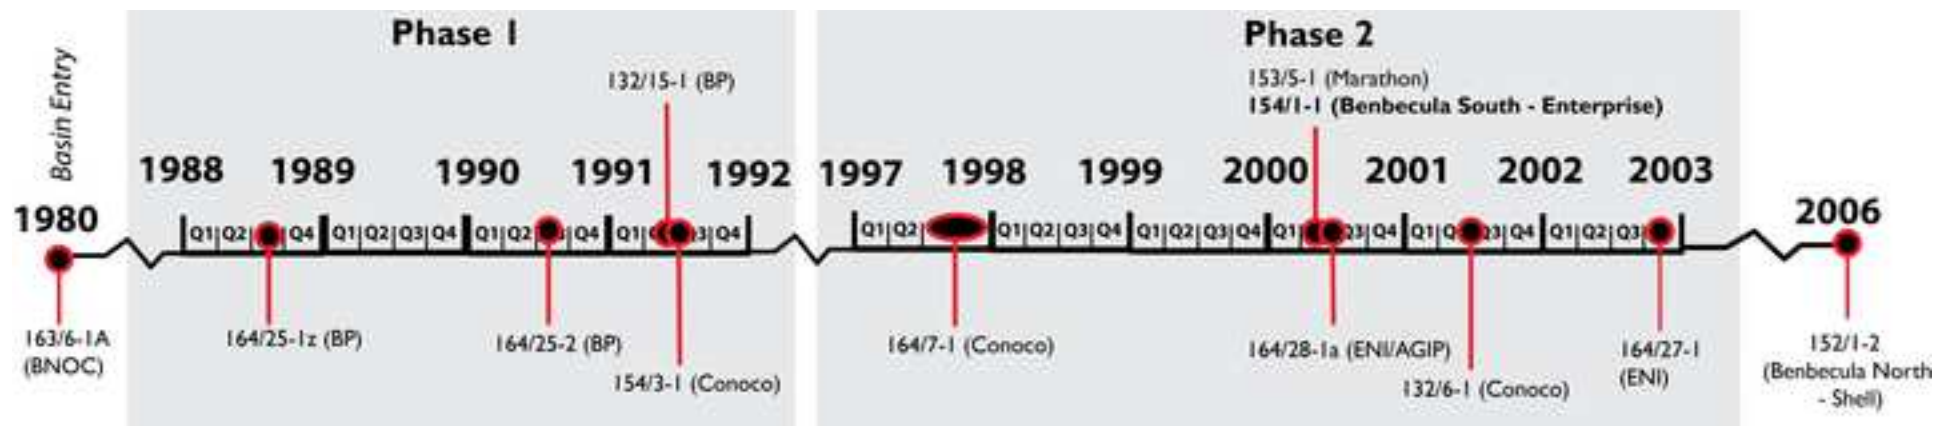 Phase 1
Phase 2
Basin Entry
132/15-1 (BP)
153/5-1 (Marathon)
154/1-1 (Benbecula South - Enterprise)
1980
1988
1989
1990
1991
1992
1997
1998
1999
2000
2001
2002
2003
2006
Q1 Q2 Q4 Q1 Q2 Q3 Q4 Q1 Q2 Q4 Q1 Q4
Q1 Q2 Q1 Q2 Q3 Q4 Q1 Q2 Q3 Q4 Q1 Q4 Q1 Q3 Q4 Q1 Q2 Q3
163/6-1A
(BNOC)
164/25-1z (BP)
164/25-2 (BP)
154/3-1 (Conoco)
164/7-1 (Conoco)
164/28-1a (ENI/AGIP)
132/6-1 (Conoco)
164/27-1
(ENI)
152/1-2
(Benbecula North
- Shell)